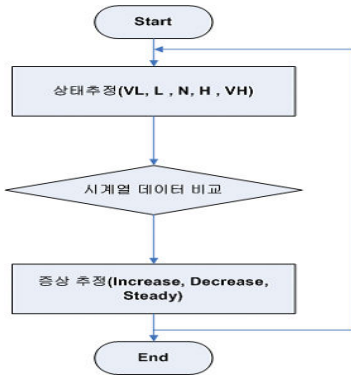 Start
상태추정(VL, L , N, H , VH)
시계열 데이터 비교
증상 추정(Increase, Decrease,
Steady)
End